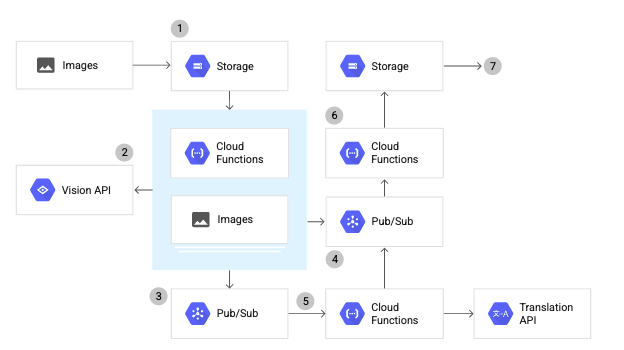 1
Images
Storage
Storage
7
6
Cloud
Functions
Cloud
Functions
2
Vision API
Images
Pub/Sub
4
3
Pub/Sub
5
Cloud
Functions
Translation
API
文
A